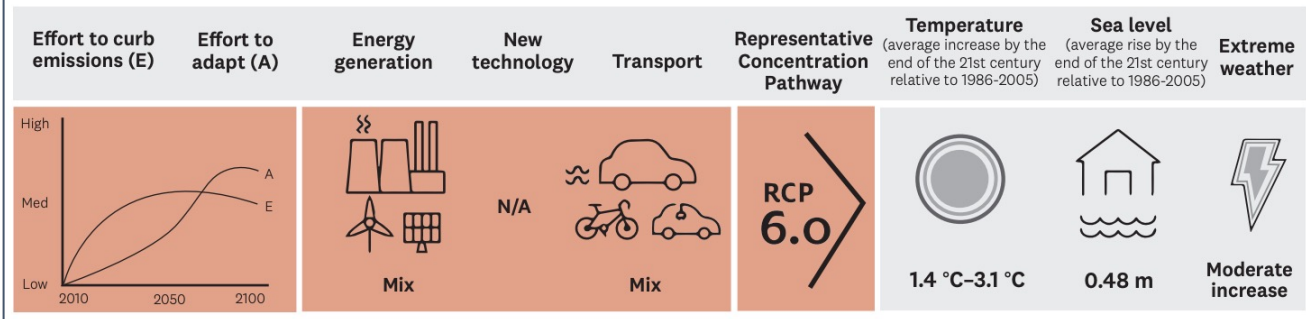 Effort to curb
emissions (E)
Effort to
adapt (A)
Energy
generation
New
technology
Transport
Representative
Concentration
Pathway
Temperature
(average increase by the
end of the 21st century
relative to 1986-2005)
Sea level
(average rise by the
end of the 21st century
relative to 1986-2005)
Extreme
weather
High
Med
Low
2010
2050
2100
A
E
Mix
N/A
Mix
RCP
6.0
1.4 °C–3.1 °C
0.48 m
Moderate
increase